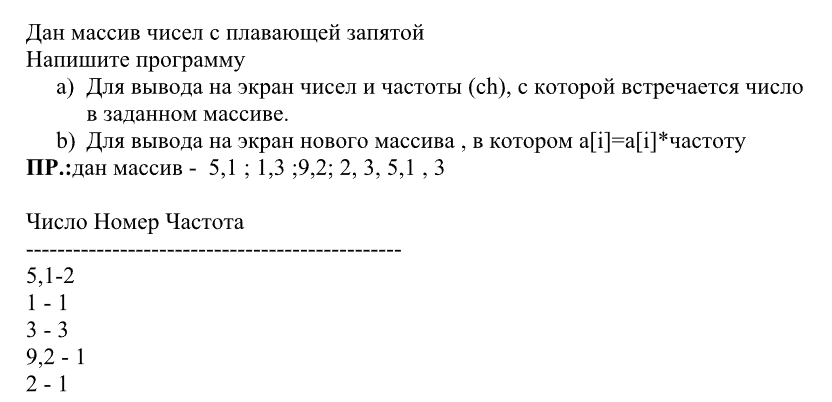 Дан массив чисел с плавающей запятой
Напишите программу
a) Для вывода на экран чисел и частоты (ch), с которой встречается число
в заданном массиве.
b) Для вывода на экран нового массива , в котором a[i]=a[i]*частоту
ПР.:дан массив - 5,1 ; 1,3 ;9,2; 2, 3, 5,1 , 3
Число Номер Частота
------------------------------------------------
5,1-2
1 - 1
3 - 3
9,2 - 1
2 - 1